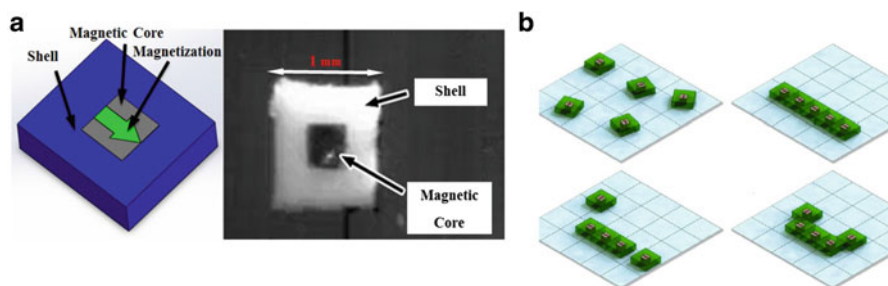 a
Magnetic Core
Magnetization
Shell
1 mm
Shell
Magnetic
Core
b